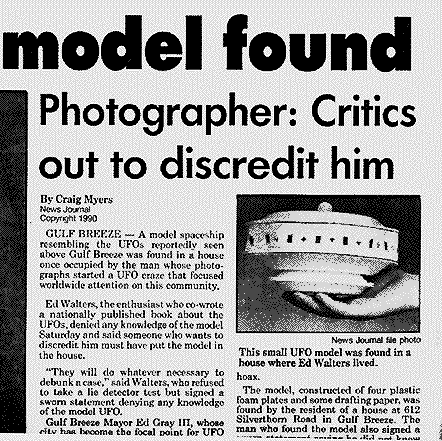 model found
Photographer: Critics
out to discredit him
By Craig Myers
News Journal
Copyright 1990
GULF BREEZE — A model spaceship
resembling the UFOs reportedly seen
above Gulf Breeze was found in a house
once occupied by the man whose photo-
graphs started a UFO craze that focused
worldwide attention on this community.
Ed Walters, the enthusiast who co-wrote
a nationally published book about the
UFOs, denied any knowledge of the model
Saturday and said someone who wants to
discredit him must have put the model in
the house.
"They will do whatever necessary to
debunk a case," said Walters, who refused
to take a lie detector test but signed a
sworn statement denying any knowledge
of the model UFO.
Gulf Breeze Mayor Ed Gray III, whose
city has become the focal point for UFO
News Journal file photo
This small UFO model was found in a
house where Ed Walters lived.
hoax.
The model, constructed of four plastic
foam plates and some drafting paper, was
found by the resident of a house at 612
Silverthorn Road in Gulf Breeze. The
man who found the model also signed a